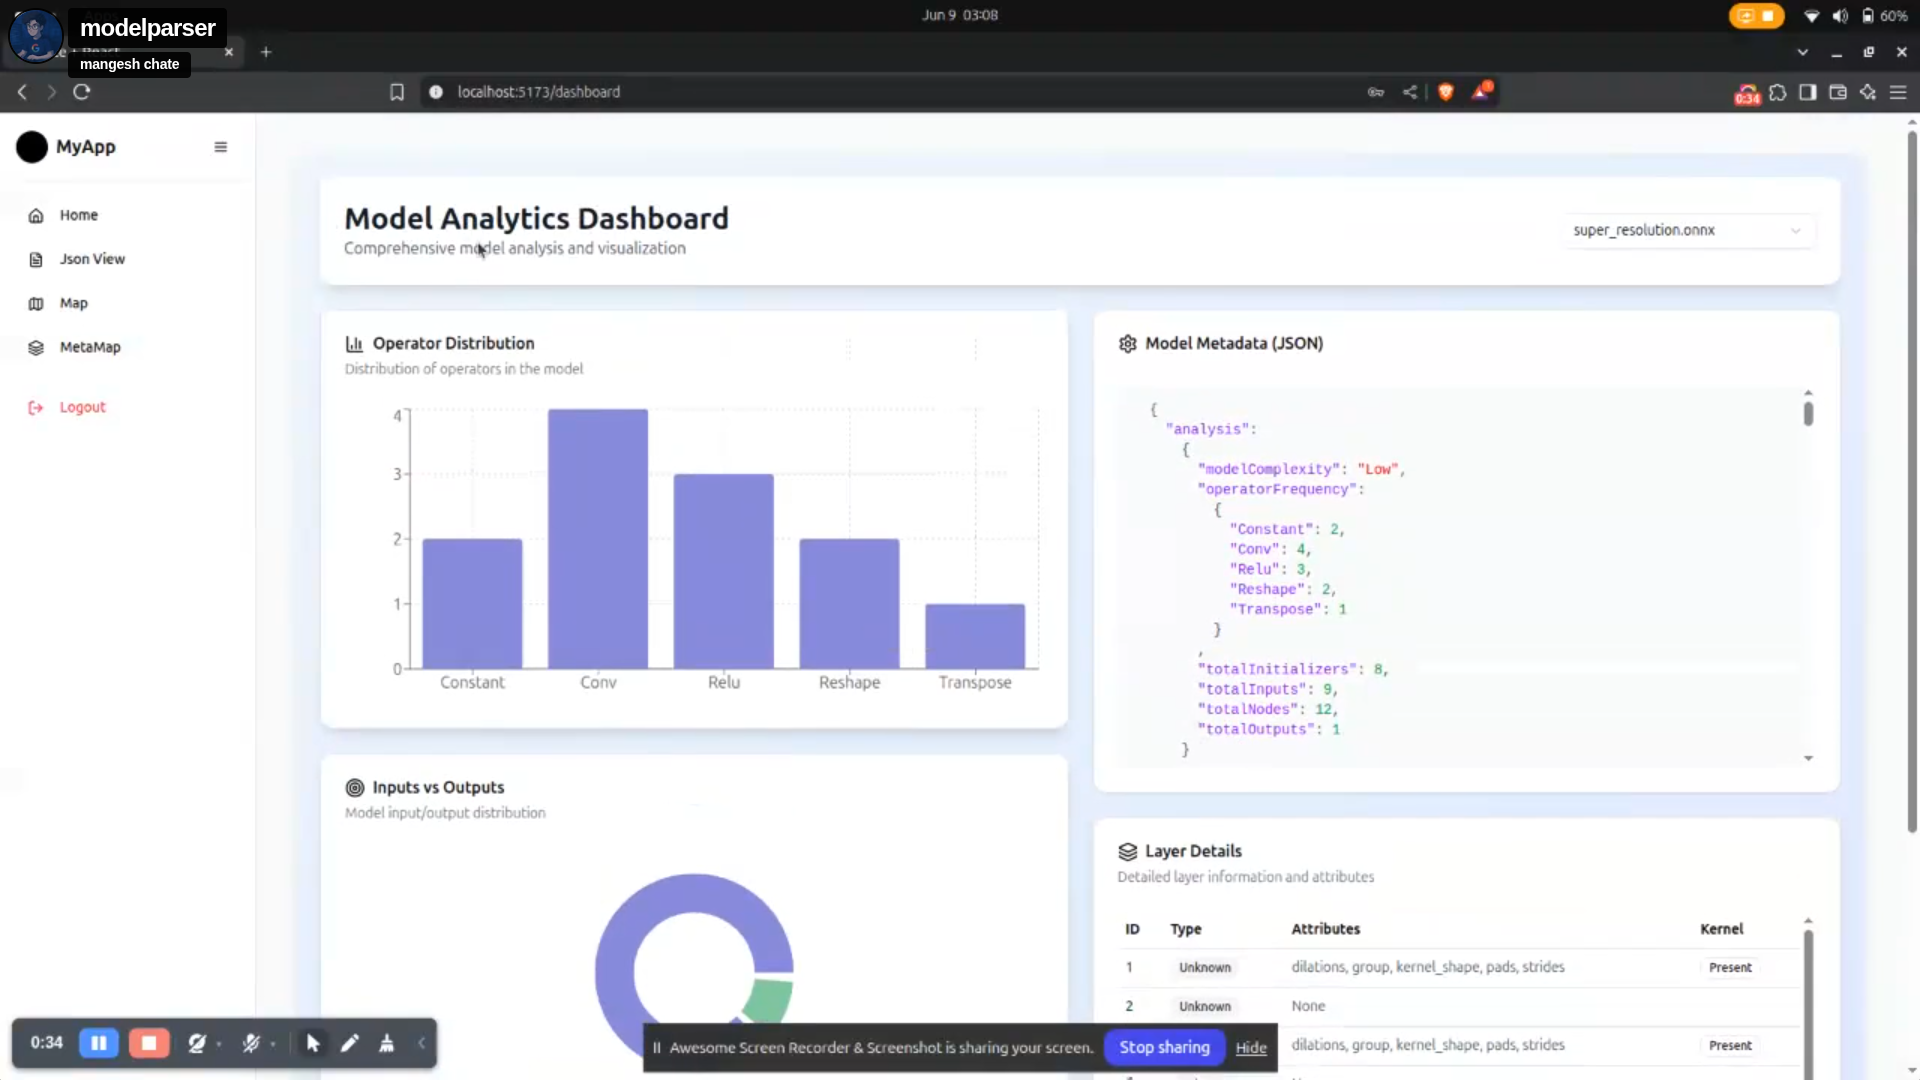 modelparser
mangesh chate
Jun 9 03:08
60%
localhost:5173/dashboard
0:34
MyApp
Home
Json View
Map
MetaMap
Logout
Model Analytics Dashboard
Comprehensive model analysis and visualization
super_resolution.onnx
Operator Distribution
Distribution of operators in the model
4
3
2
1
0
Constant Conv Relu Reshape Transpose
Model Metadata (JSON)
{
"analysis":
{
"modelComplexity": "Low",
"operatorFrequency":
{
"Constant": 2,
"Conv": 4,
"Relu": 3,
"Reshape": 2,
"Transpose": 1
}
,
"totalInitializers": 8,
"totalInputs": 9,
"totalNodes": 12,
"totalOutputs": 1
}
Inputs vs Outputs
Model input/output distribution
Layer Details
Detailed layer information and attributes
ID Type Attributes Kernel
1 Unknown dilations, group, kernel_shape, pads, strides Present
2 Unknown None
dilations, group, kernel_shape, pads, strides Present
0:34
Awesome Screen Recorder & Screenshot is sharing your screen. Stop sharing Hide